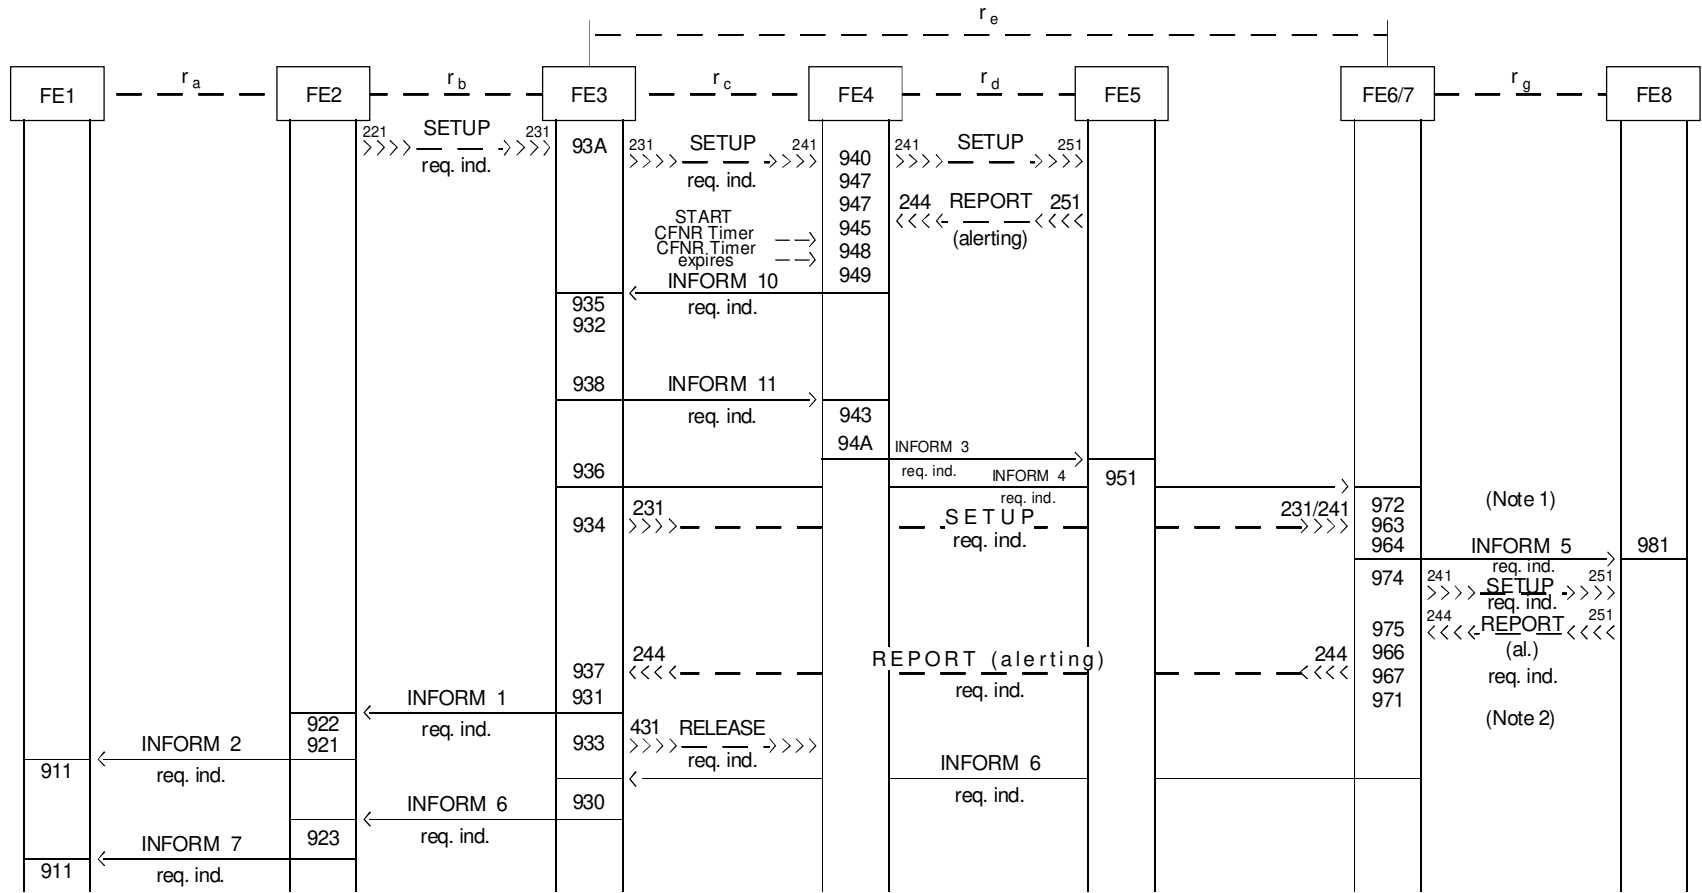 r e
r a
r b
r c
r d
r g
FE1
FE2
FE3
FE4
FE5
FE6/7
FE8
221 SETUP 231
req. ind.
93A
231 SETUP 241
req. ind.
940
241 SETUP 251
947
947
244 REPORT 251
(alerting)
START
CFNR Timer
945
CFNR Timer
expires
948
949
INFORM 10
req. ind.
935
932
938
INFORM 11
req. ind.
943
94A
INFORM 3
req. ind.
951
936
INFORM 4
req. ind.
972
(Note 1)
934
231
SETUP
231/241
req. ind.
963
964
INFORM 5
req. ind.
981
974
241 SETUP 251
req. ind.
975
244 REPORT 251
(al.)
req. ind.
966
937
244
REPORT (alerting)
244
req. ind.
967
971
(Note 2)
931
INFORM 1
req. ind.
922
921
933
431 RELEASE
req. ind.
INFORM 2
req. ind.
911
INFORM 6
req. ind.
930
INFORM 6
req. ind.
923
INFORM 7
req. ind.
911